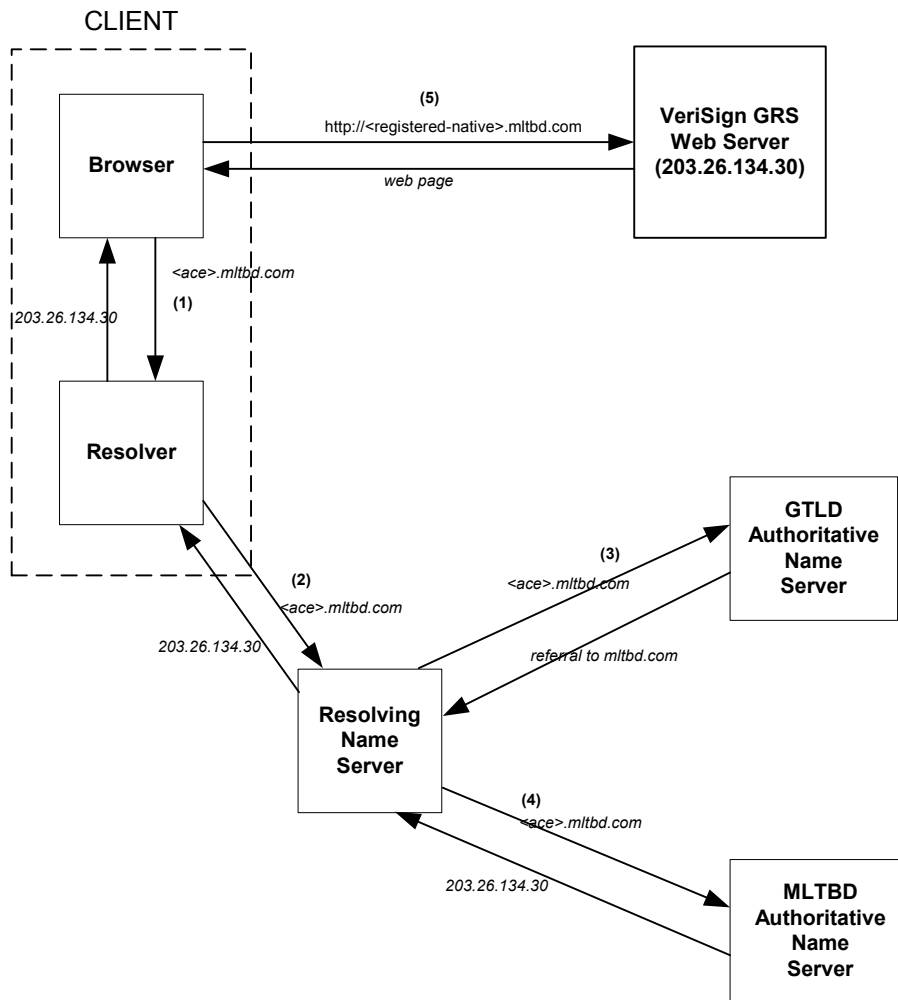 CLIENT
(5)
http://<registered-native>.mltbd.com
web page
VeriSign GRS
Web Server
(203.26.134.30)
Browser
<ace>.mltbd.com
(1)
203.26.134.30
Resolver
(2)
<ace>.mltbd.com
203.26.134.30
(3)
<ace>.mltbd.com
referral to mltbd.com
GTLD
Authoritative
Name
Server
Resolving
Name
Server
(4)
<ace>.mltbd.com
203.26.134.30
MLTBD
Authoritative
Name
Server